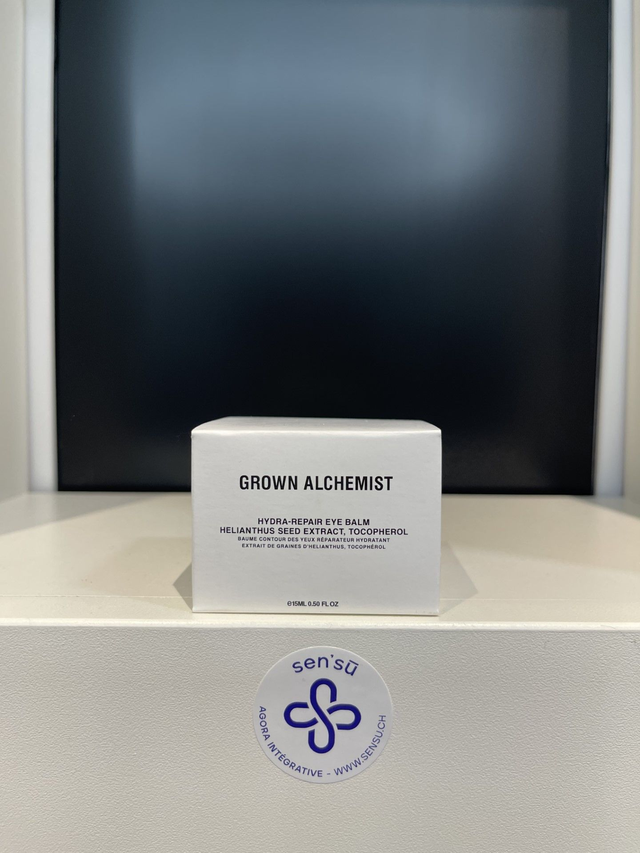 GROWN ALCHEMIST
HYDRA-REPAIR EYE BALM
HELIANTHUS SEED EXTRACT, TOCOPHEROL
BAUME CONTOUR DES YEUX RÉPARATEUR HYDRATANT
EXTRAIT DE GRAINES D'HELIANTHUS, TOCOPHÉROL
℮15ML 0.50 FL OZ
sen'sū
AGORA INTÉGRATIVE - WWW.SENSU.CH